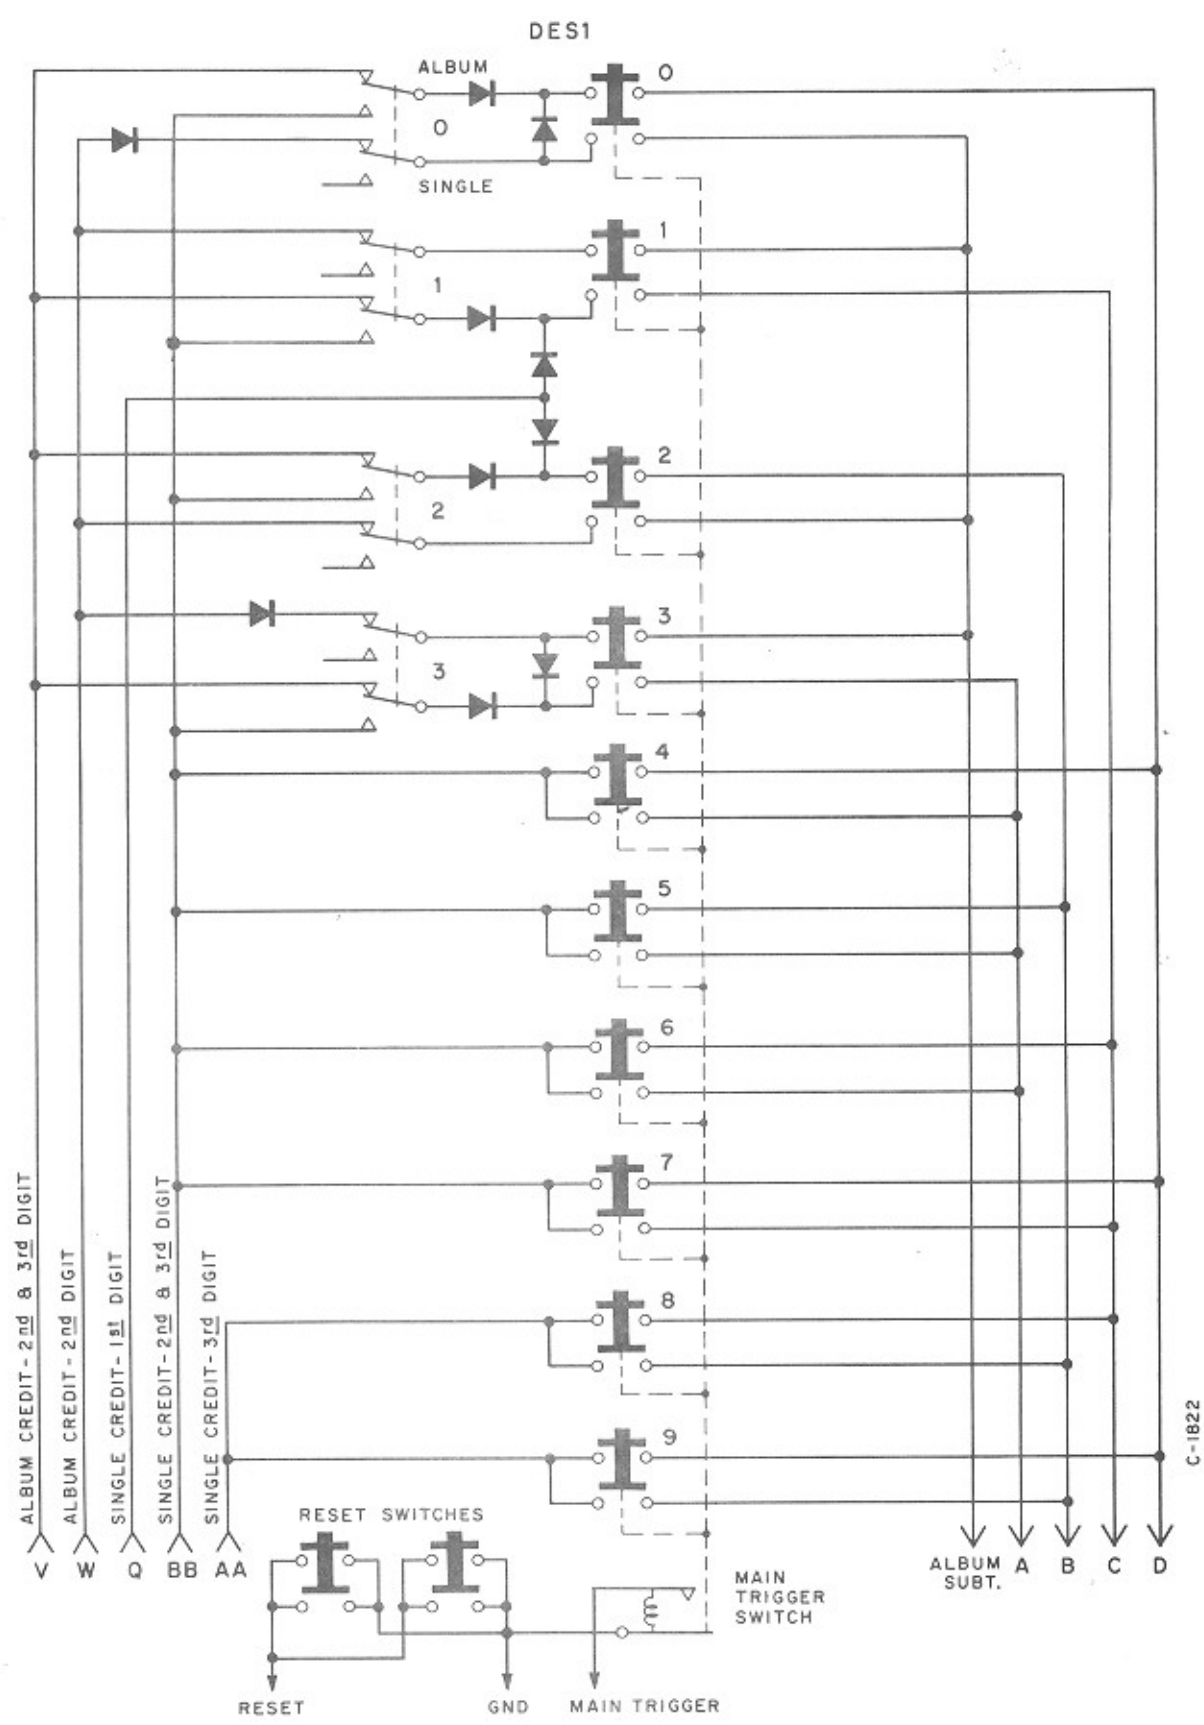 DES1
ALBUM
0
0
SINGLE
1
1
2
2
3
3
4
5
6
7
8
9
ALBUM CREDIT-2nd & 3rd DIGIT
ALBUM CREDIT-2nd DIGIT
SINGLE CREDIT-1st DIGIT
SINGLE CREDIT-2nd & 3rd DIGIT
SINGLE CREDIT-3rd DIGIT
C-1822
RESET SWITCHES
V W Q BB AA
ALBUM SUBT.
A B C D
MAIN
TRIGGER
SWITCH
RESET
GND
MAIN TRIGGER